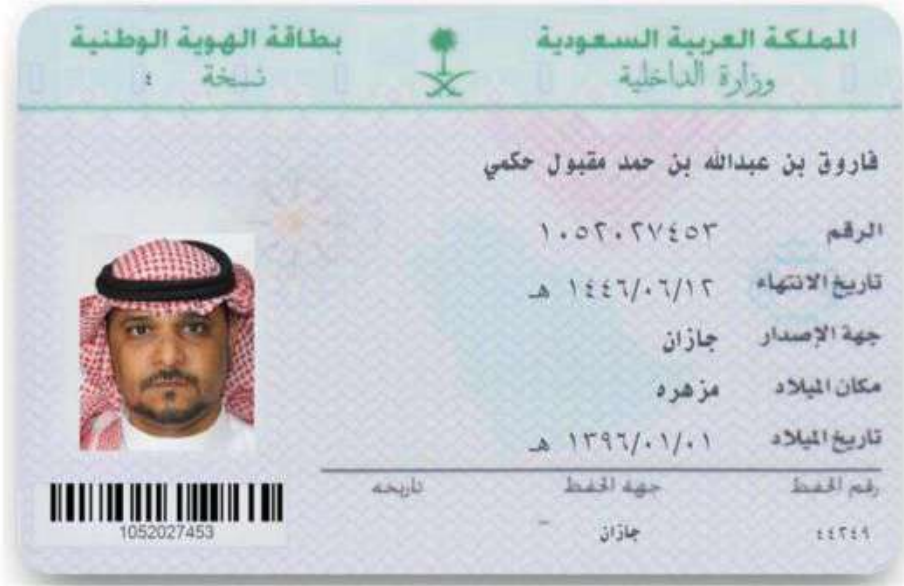 المملكة العربية السعودية
وزارة الداخلية
بطاقة الهوية الوطنية
نسخة ٤
فاروق بن عبدالله بن حمد مقبول حكمي
الرقم ١٠٥٢٠٢٧٤٥٣
تاريخ الانتهاء ١٤٤٦/٠٦/١٢ هـ
جهة الإصدار جازان
مكان الميلاد مزهره
تاريخ الميلاد ١٣٩٦/٠١/٠١ هـ
رقم الحفظ جهة الحفظ تاريخه
٤٤٢٤٩ جازان
1052027453